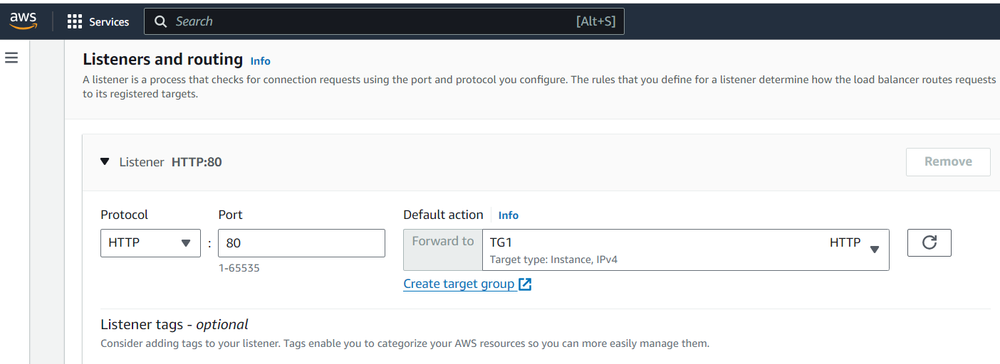 aws
Services
Search
[Alt+S]
Listeners and routing Info
A listener is a process that checks for connection requests using the port and protocol you configure. The rules that you define for a listener determine how the load balancer routes requests
to its registered targets.
Listener HTTP:80
Remove
Protocol
Port
Default action Info
HTTP
:
80
1-65535
Forward to
TG1
HTTP
Target type: Instance, IPv4
Create target group
Listener tags - optional
Consider adding tags to your listener. Tags enable you to categorize your AWS resources so you can more easily manage them.